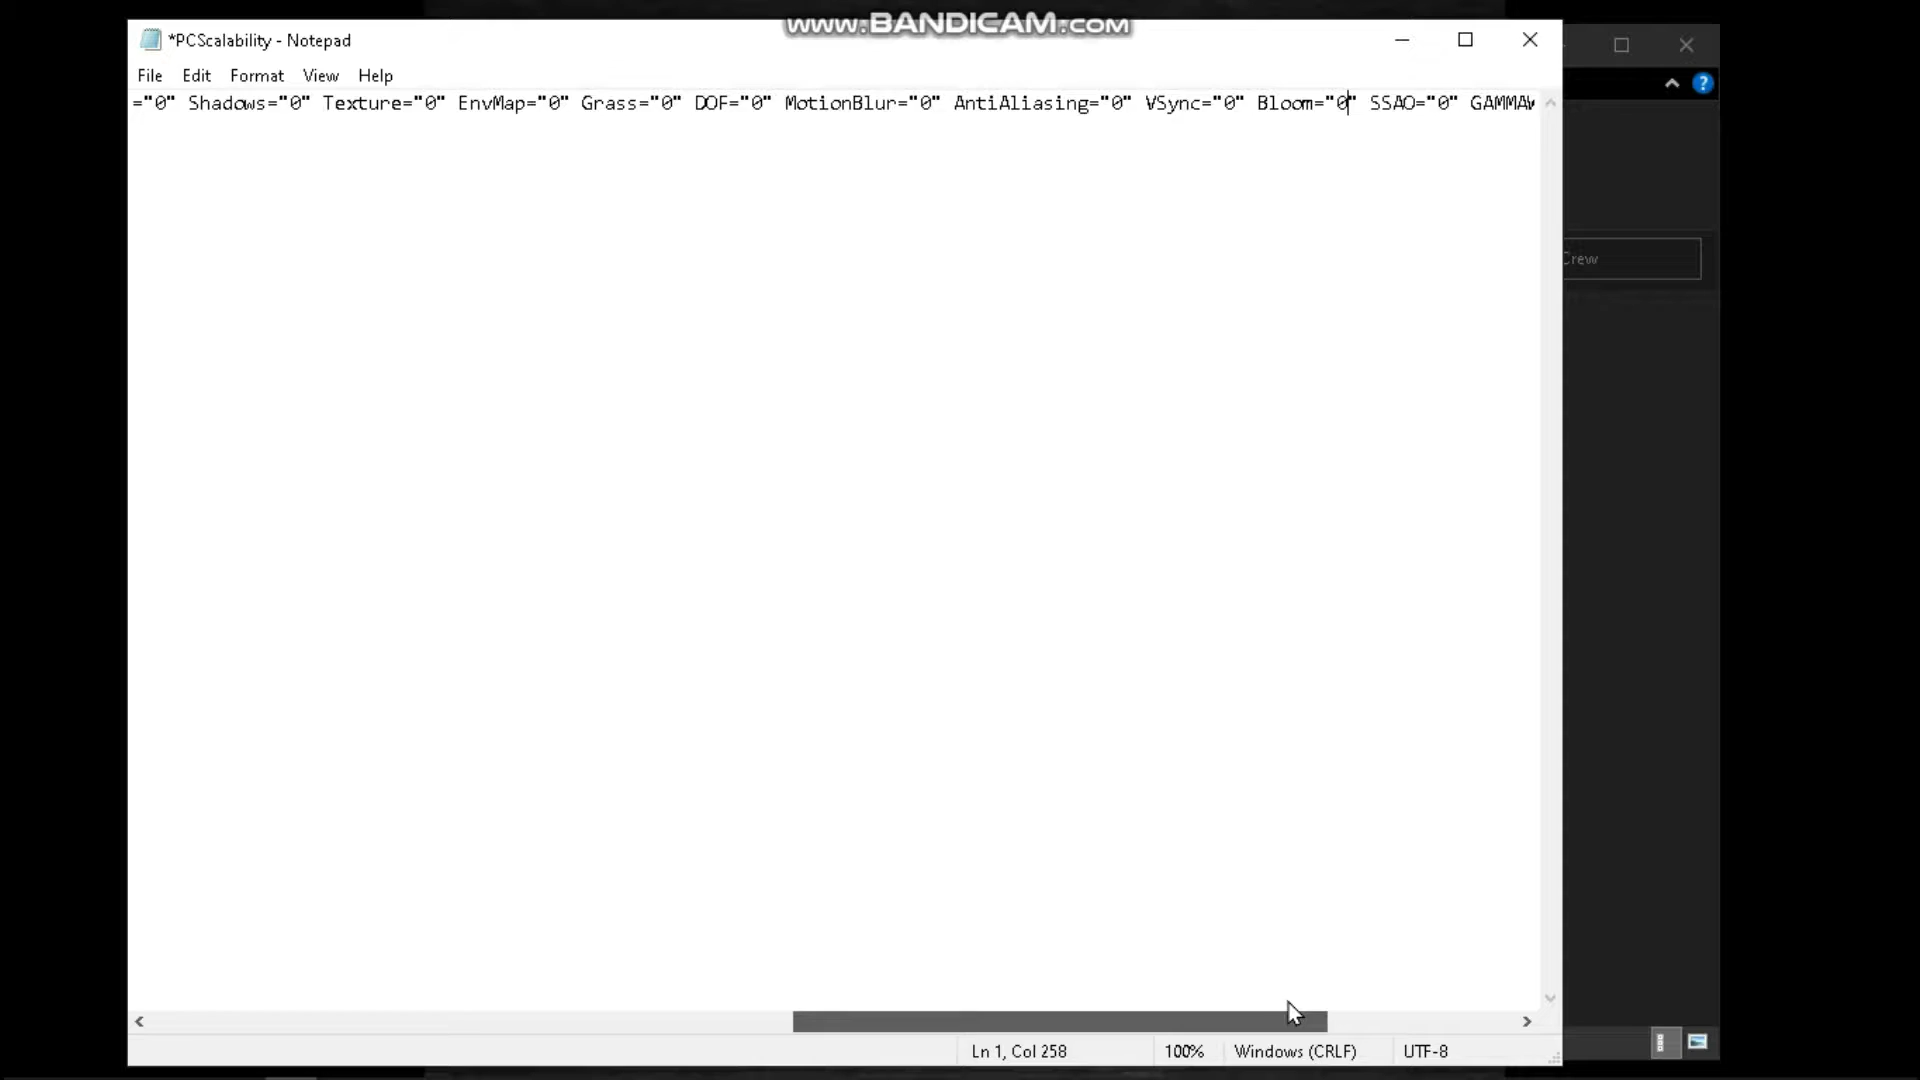 www.BANDICAM.com
*PCScalability - Notepad
File Edit Format View Help
="0" Shadows="0" Texture="0" EnvMap="0" Grass="0" DOF="0" MotionBlur="0" AntiAliasing="0" VSync="0" Bloom="0" SSAO="0" GAMMA
Crew
Ln 1, Col 258 100% Windows (CRLF) UTF-8